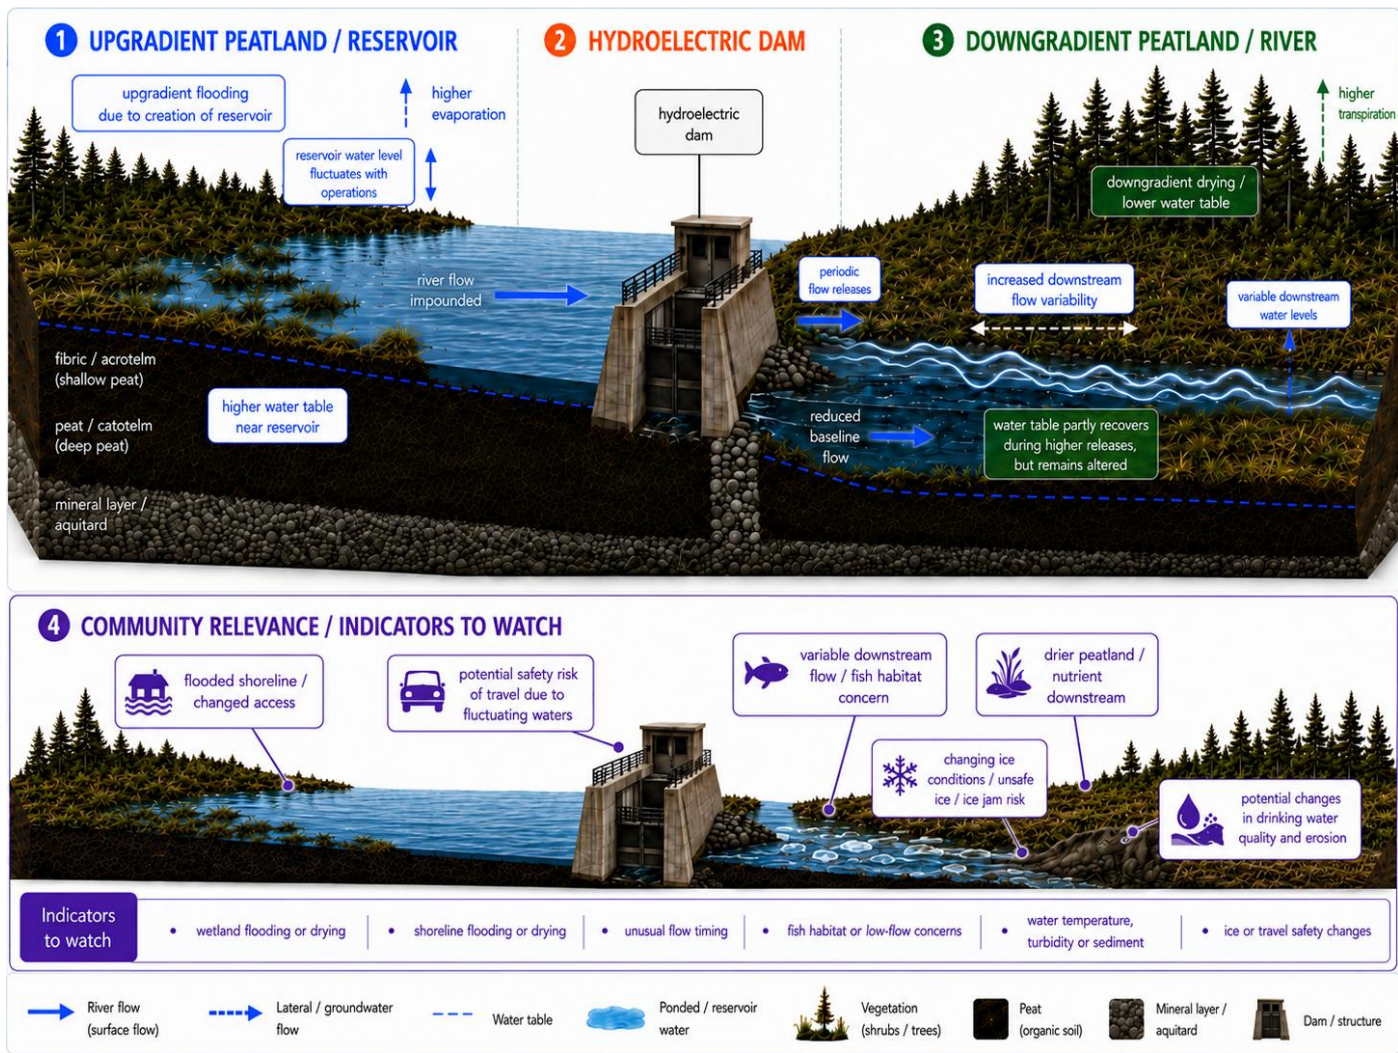 1 UPGRADIENT PEATLAND / RESERVOIR
2 HYDROELECTRIC DAM
3 DOWNGRADIENT PEATLAND / RIVER
upgradient flooding
due to creation of reservoir
higher
evaporation
reservoir water level
fluctuates with
operations
hydroelectric
dam
higher
transpiration
downgradient drying /
lower water table
river flow
impounded
periodic
flow releases
increased downstream
flow variability
variable downstream
water levels
fibric / acrotelm
(shallow peat)
higher water table
near reservoir
peat / catotelm
(deep peat)
reduced
baseline
flow
water table partly recovers
during higher releases,
but remains altered
mineral layer /
aquitard
4 COMMUNITY RELEVANCE / INDICATORS TO WATCH
flooded shoreline /
changed access
potential safety risk
of travel due to
fluctuating waters
variable downstream
flow / fish habitat
concern
drier peatland /
nutrient
downstream
changing ice
conditions / unsafe
ice / ice jam risk
potential changes
in drinking water
quality and erosion
Indicators
to watch
• wetland flooding or drying
• shoreline flooding or drying
• unusual flow timing
• fish habitat or low-flow concerns
• water temperature,
turbidity or sediment
• ice or travel safety changes
River flow
(surface flow)
Lateral / groundwater
flow
Water table
Ponded / reservoir
water
Vegetation
(shrubs / trees)
Peat
(organic soil)
Mineral layer /
aquitard
Dam / structure